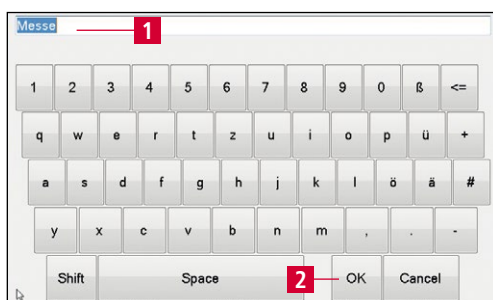 Messe 1
1 2 3 4 5 6 7 8 9 0 ß <=
q w e r t z u i o p ü +
a s d f g h j k l ö ä #
y x c v b n m , . -
Shift Space 2 OK Cancel